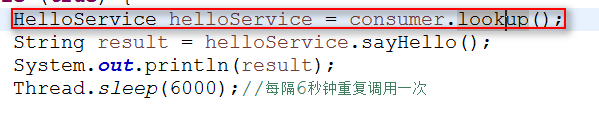 HelloService helloService = consumer.lookup();
String result = helloService.sayHello();
System.out.println(result);
Thread.sleep(6000);//每隔6秒钟重复调用一次